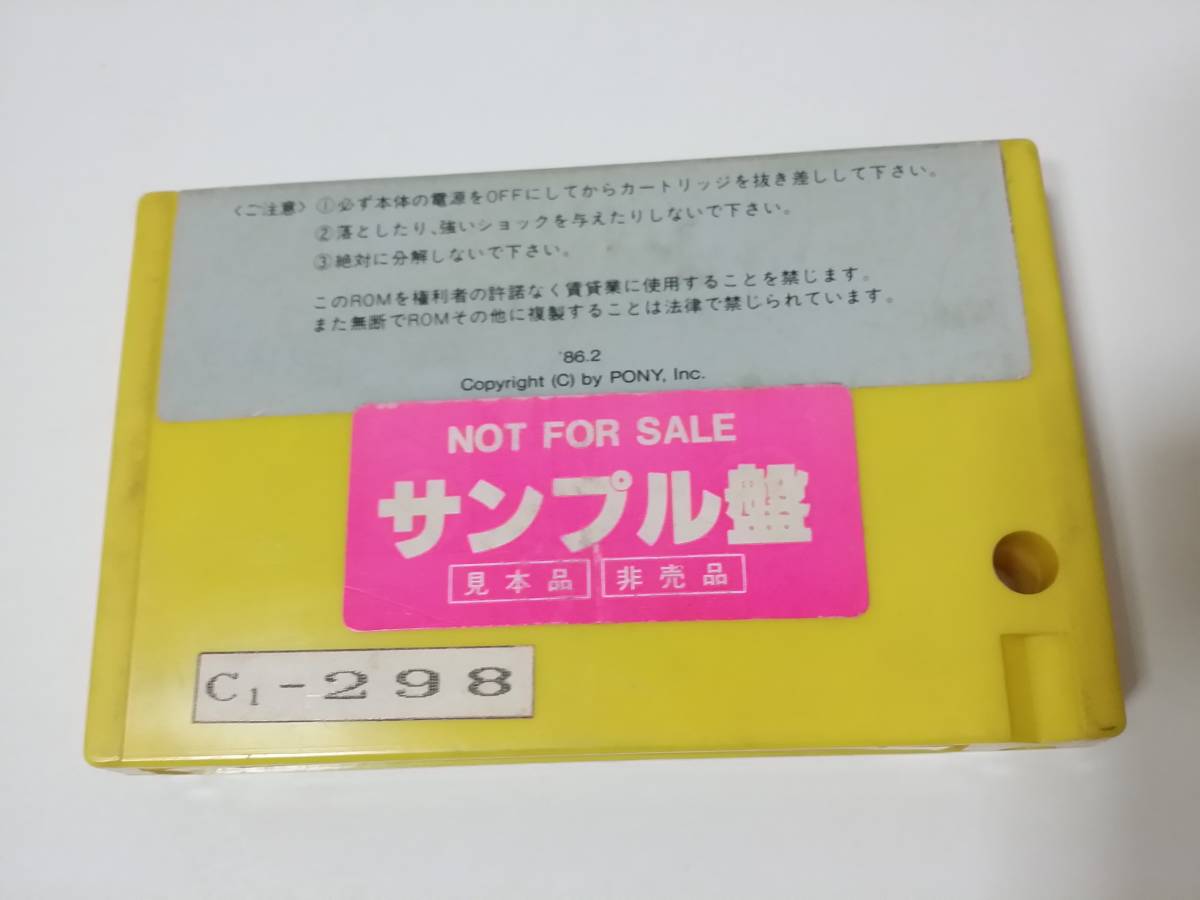 〈ご注意〉①必ず本体の電源をOFFにしてからカートリッジを抜き差しして下さい。
②落としたり、強いショックを与えたりしないで下さい。
③絶対に分解しないで下さい。
このROMを権利者の許諾なく賃貸業に使用することを禁じます。
また無断でROMその他に複製することは法律で禁じられています。
'86.2
Copyright (C) by PONY, Inc.
NOT FOR SALE
サンプル盤
見本品 非売品
C1-298